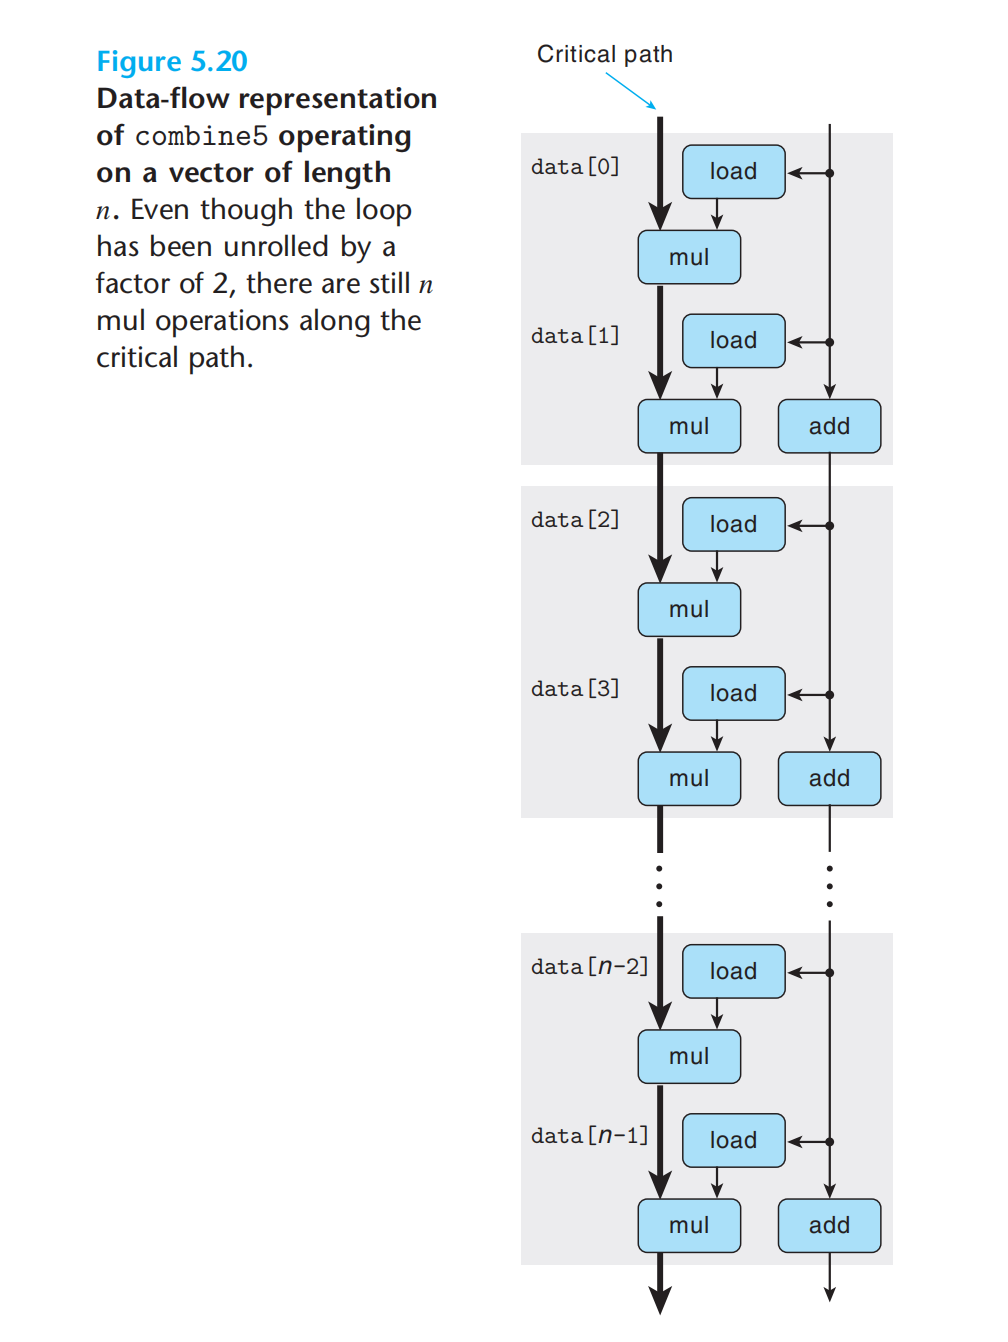 Figure 5.20
Data-flow representation
of combine5 operating
on a vector of length
n. Even though the loop
has been unrolled by a
factor of 2, there are still n
mul operations along the
critical path.
Critical path
data[0]
load
mul
data[1]
load
mul
add
data[2]
load
mul
data[3]
load
mul
add
data[n-2]
load
mul
data[n-1]
load
mul
add